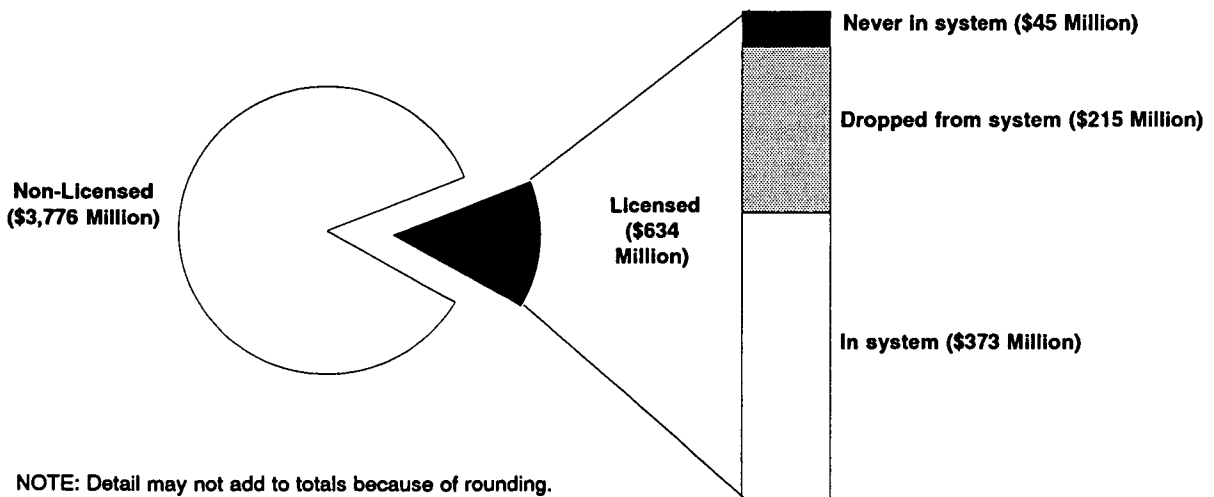 Never in system ($45 Million)
Dropped from system ($215 Million)
Non-Licensed
($3,776 Million)
Licensed
($634
Million)
In system ($373 Million)
NOTE: Detail may not add to totals because of rounding.